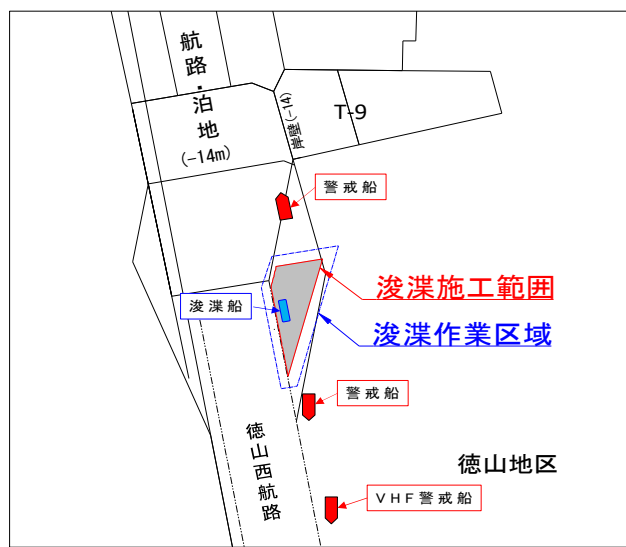 航路・泊地
(-14m)
岸壁(-14)
T-9
警戒船
浚渫施工範囲
浚渫船
浚渫作業区域
警戒船
徳山西航路
徳山地区
VHF警戒船